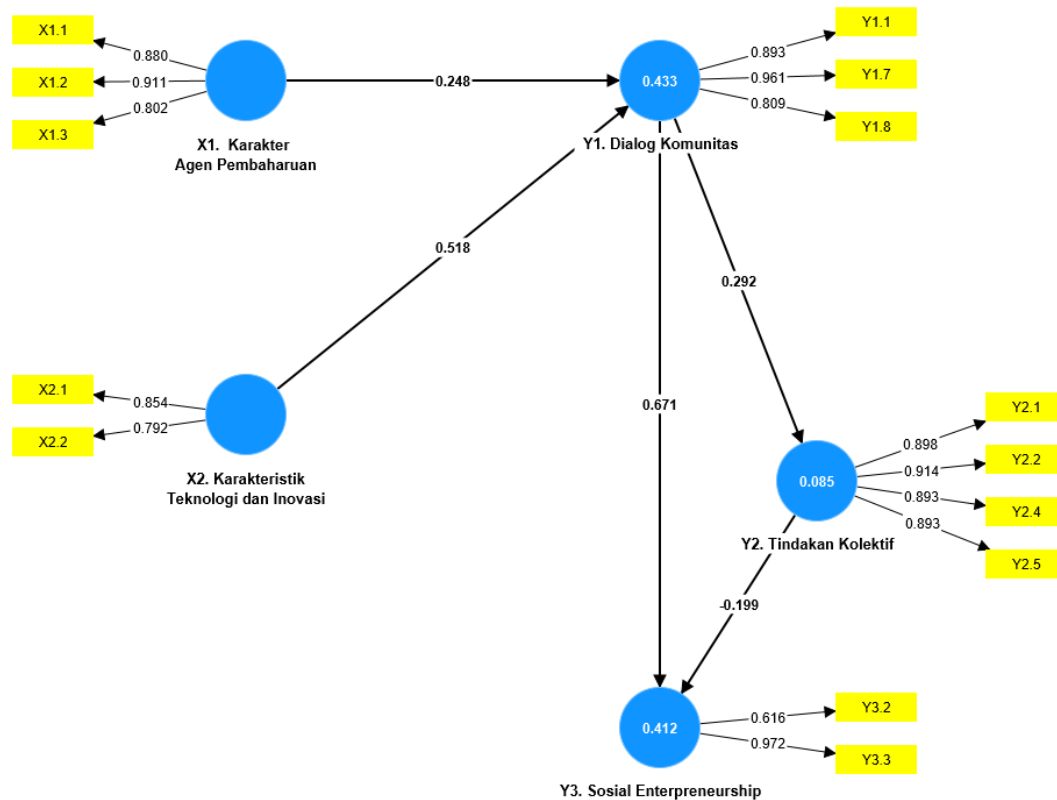 X1.1
0.880
X1.2
0.911
X1.3
0.802
X1. Karakter
Agen Pembaharuan
0.248
0.433
Y1. Dialog Komunitas
0.893
Y1.1
0.961
Y1.7
0.809
Y1.8
0.518
0.292
0.671
X2.1
0.854
X2.2
0.792
X2. Karakteristik
Teknologi dan Inovasi
0.085
Y2. Tindakan Kolektif
0.898
Y2.1
0.914
Y2.2
0.893
Y2.4
0.893
Y2.5
-0.199
0.412
Y3. Sosial Enterpreneurship
0.616
Y3.2
0.972
Y3.3